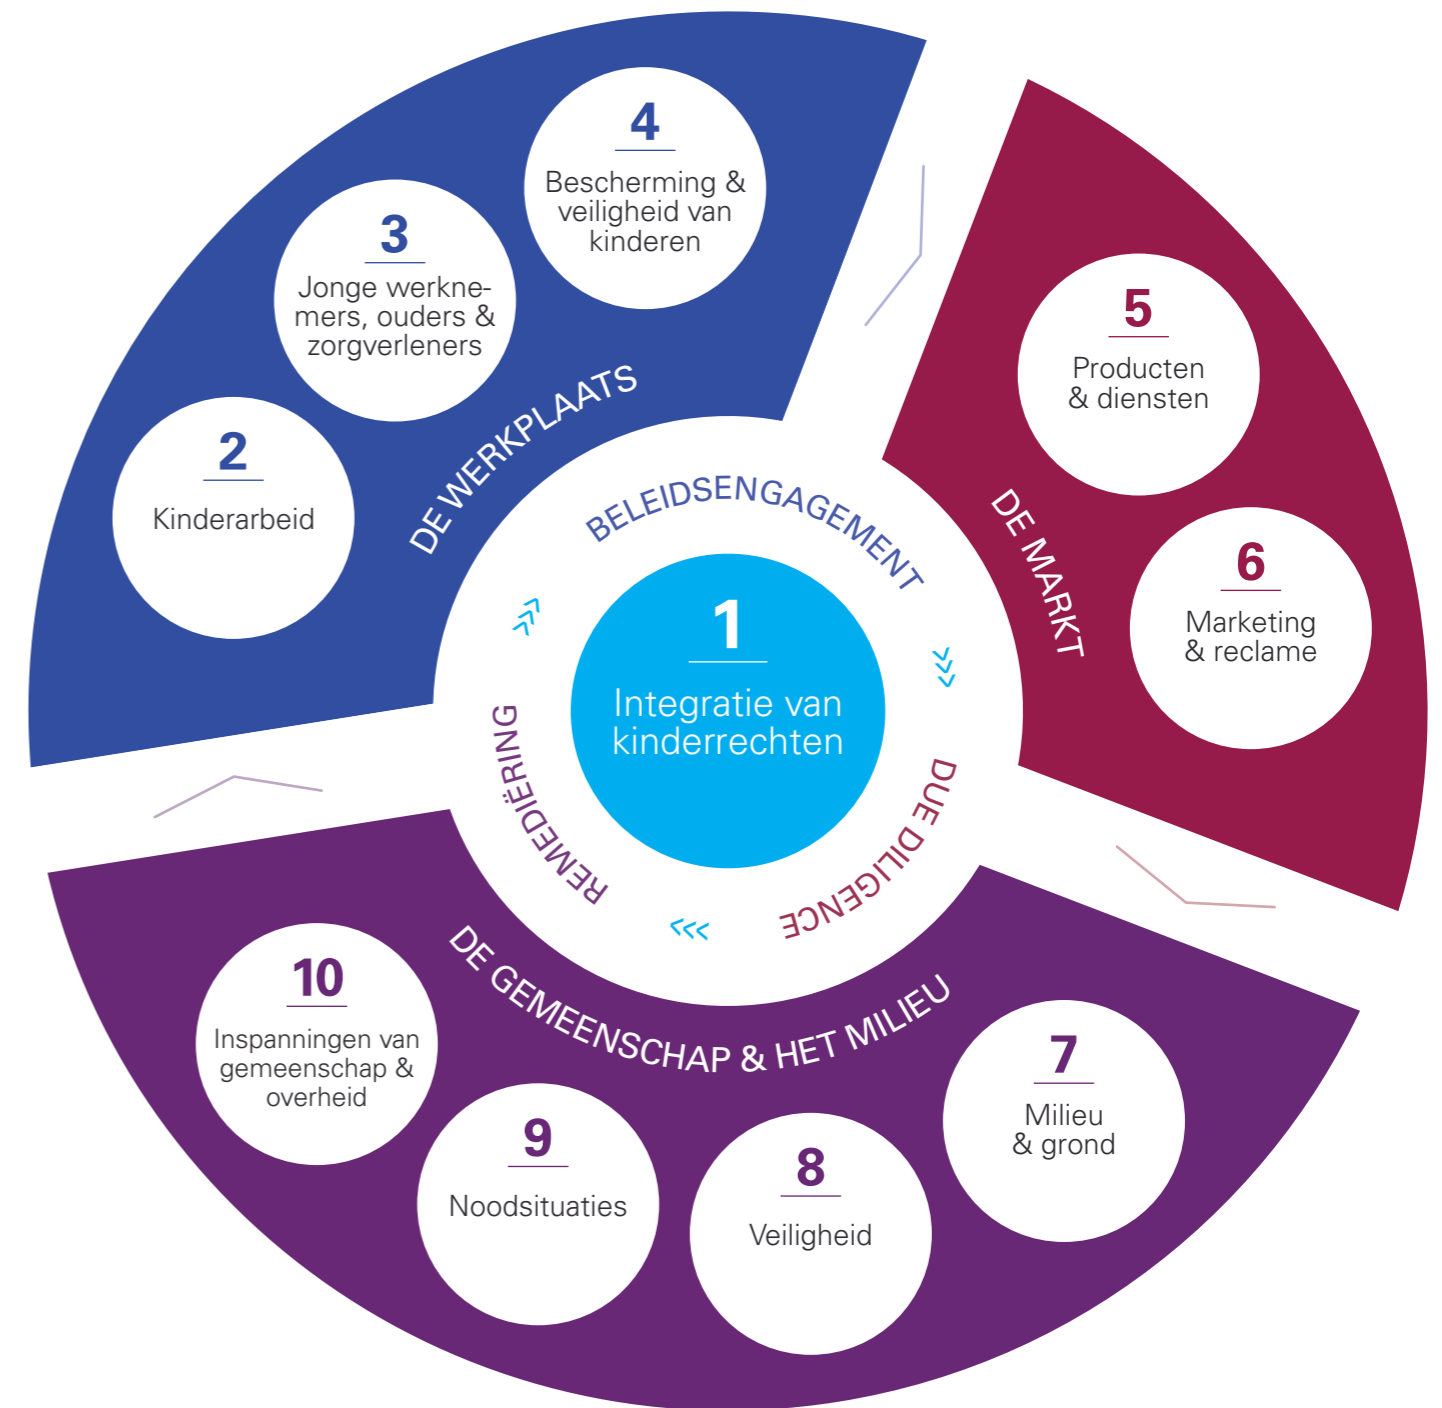 1
Integratie van
kinderrechten
BELEIDSENGAGEMENT
DUE DILIGENCE
REMEDIËRING
DE WERKPLAATS
2
Kinderarbeid
3
Jonge werkne-
mers, ouders &
zorgverleners
4
Bescherming &
veiligheid van
kinderen
DE MARKT
5
Producten
& diensten
6
Marketing
& reclame
DE GEMEENSCHAP & HET MILIEU
7
Milieu
& grond
8
Veiligheid
9
Noodsituaties
10
Inspanningen van
gemeenschap &
overheid